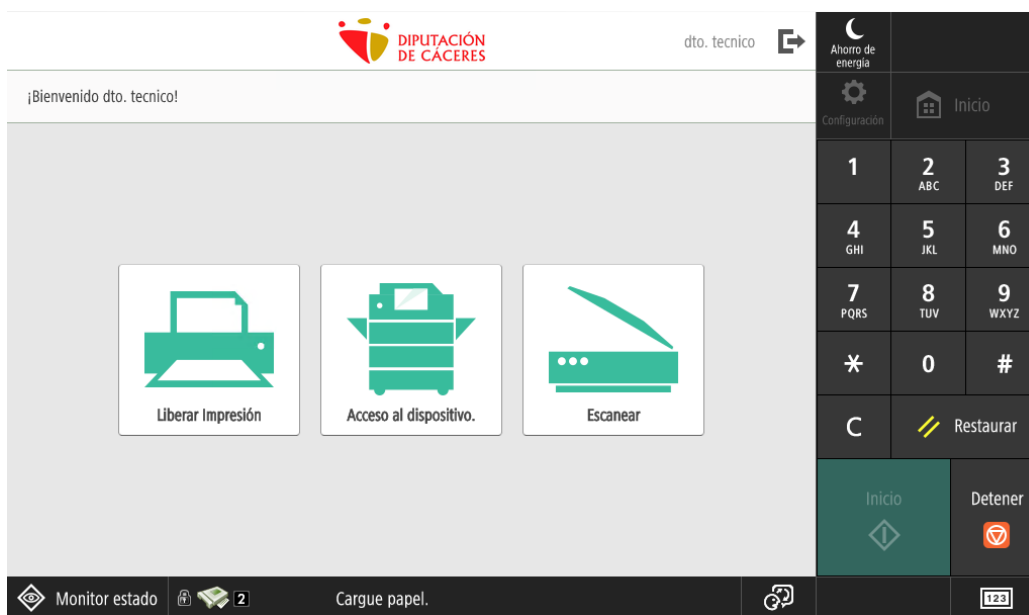 DIPUTACIÓN
DE CÁCERES
dto. tecnico
¡Bienvenido dto. tecnico!
Liberar Impresión
Acceso al dispositivo.
Escanear
Ahorro de
energía
Configuración
Inicio
1
2
ABC
3
DEF
4
GHI
5
JKL
6
MNO
7
PQRS
8
TUV
9
WXYZ
*
0
#
C
Restaurar
Inicio
Detener
Monitor estado
2
Cargue papel.
123